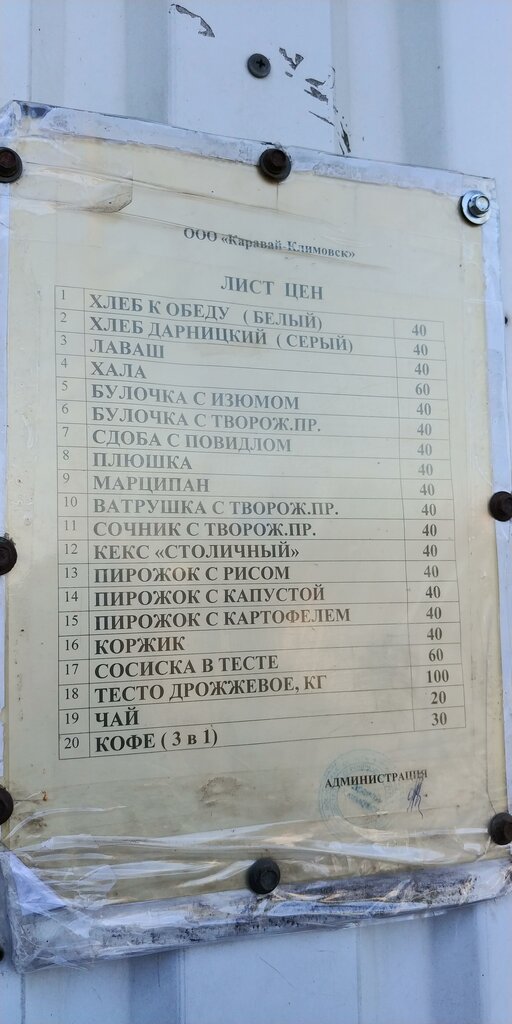 ООО «Каравай-Климовск»
ЛИСТ ЦЕН
1 ХЛЕБ К ОБЕДУ ( БЕЛЫЙ) 40
2 ХЛЕБ ДАРНИЦКИЙ ( СЕРЫЙ) 40
3 ЛАВАШ 40
4 ХАЛА 60
5 БУЛОЧКА С ИЗЮМОМ 40
6 БУЛОЧКА С ТВОРОЖ.ПР. 40
7 СДОБА С ПОВИДЛОМ 40
8 ПЛЮШКА 40
9 МАРЦИПАН 40
10 ВАТРУШКА С ТВОРОЖ.ПР. 40
11 СОЧНИК С ТВОРОЖ.ПР. 40
12 КЕКС «СТОЛИЧНЫЙ» 40
13 ПИРОЖОК С РИСОМ 40
14 ПИРОЖОК С КАПУСТОЙ 40
15 ПИРОЖОК С КАРТОФЕЛЕМ 40
16 КОРЖИК 40
17 СОСИСКА В ТЕСТЕ 60
18 ТЕСТО ДРОЖЖЕВОЕ, КГ 100
19 ЧАЙ 20
20 КОФЕ ( 3 в 1) 30
АДМИНИСТРАЦИЯ